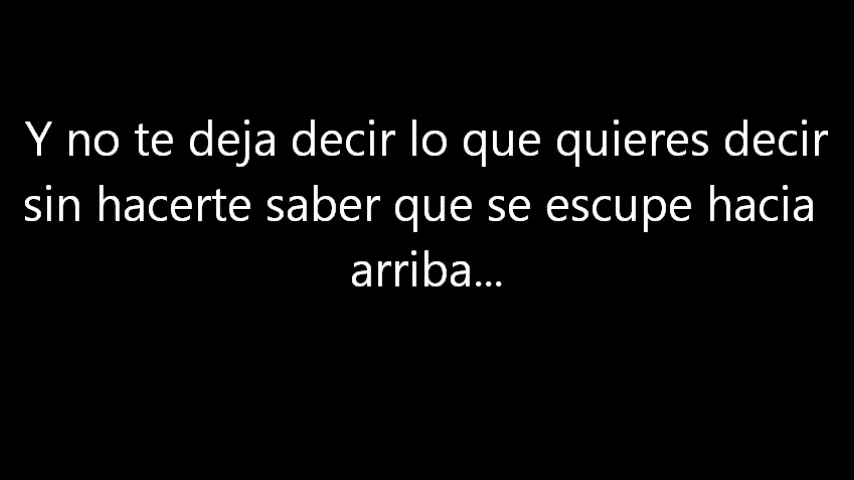 Y no te deja decir lo que quieres decir
sin hacerte saber que se escupe hacia
arriba...